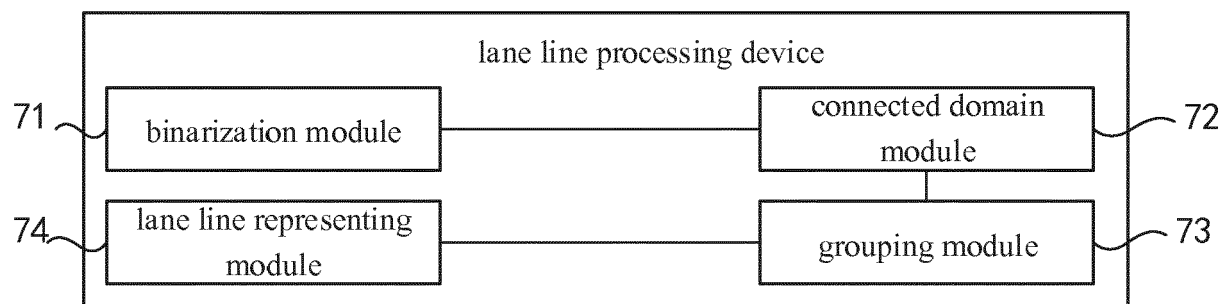 lane line processing device
71
binarization module
connected domain
module
72
74
lane line representing
module
grouping module
73